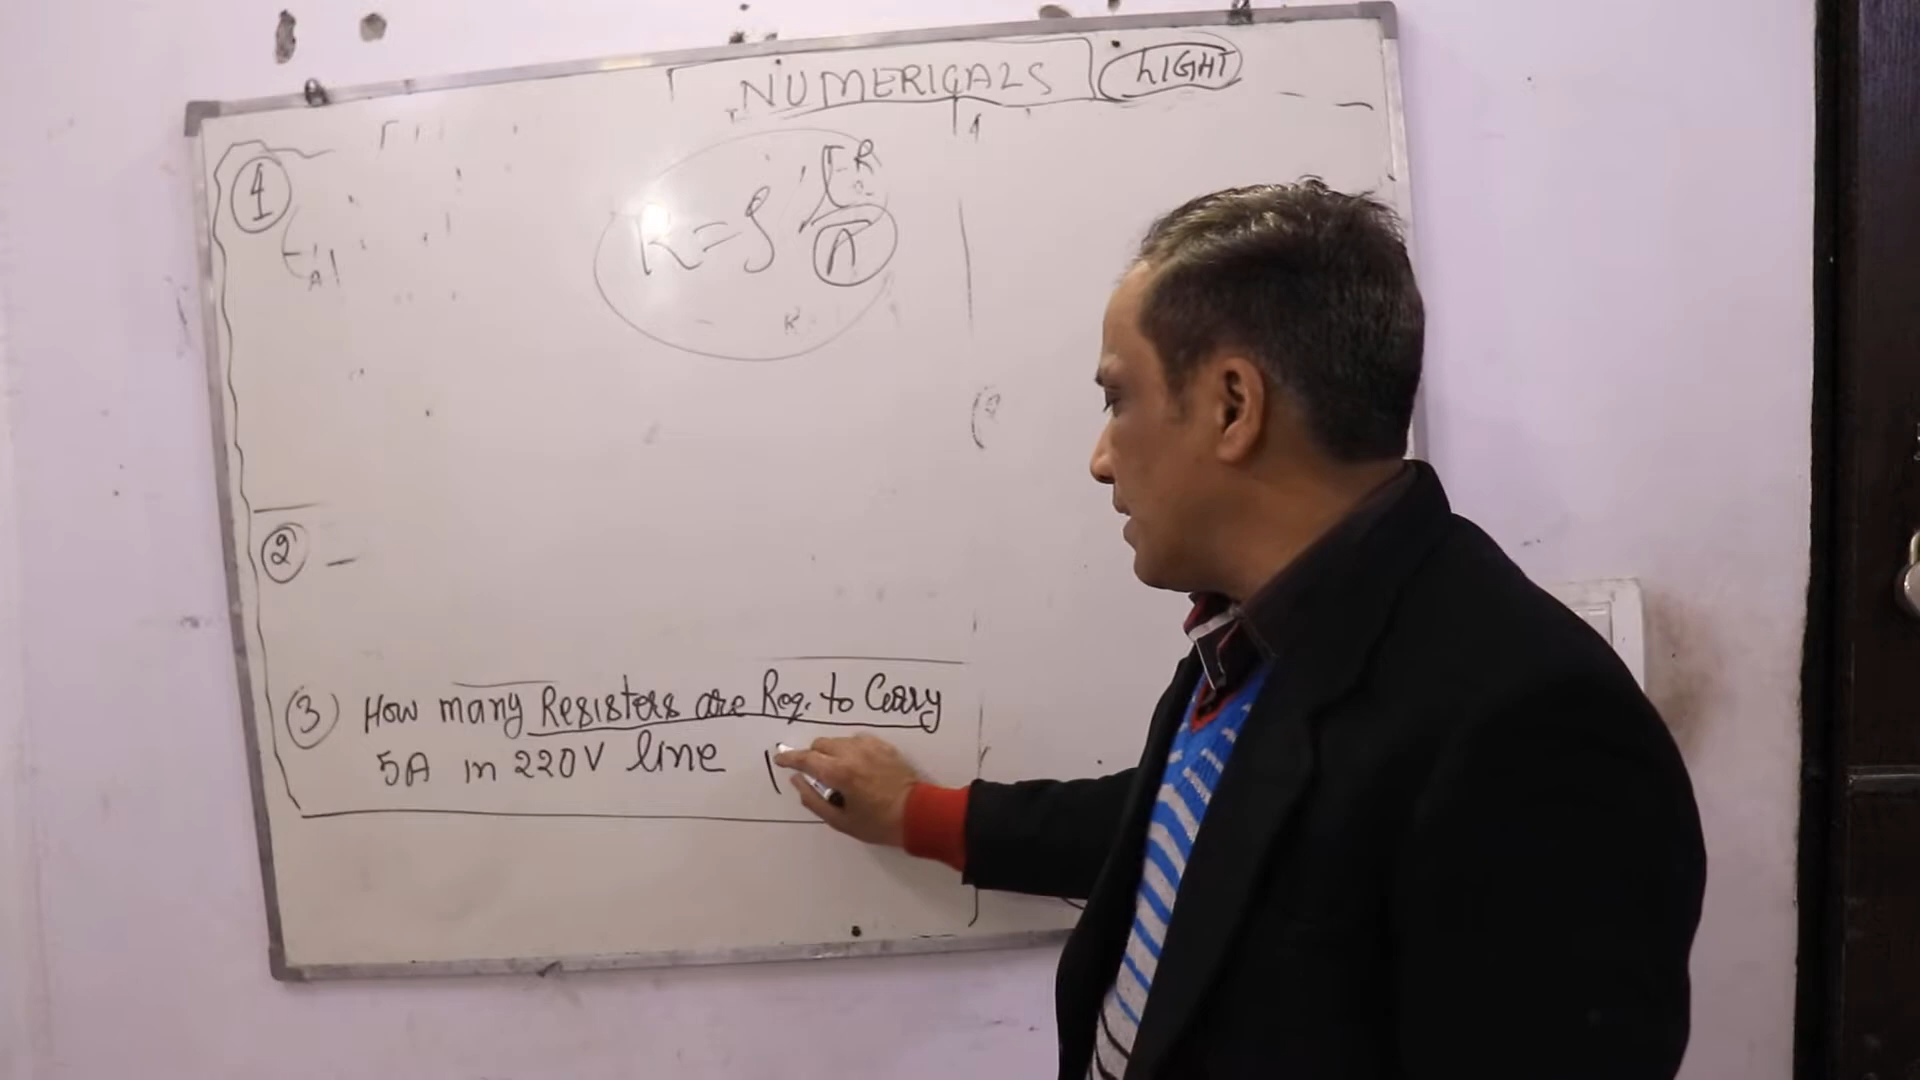 NUMERICALS LIGHT
1
R = ρ l/A
2 -
3 How many Resisters are Req. to Carry
5A in 220V line